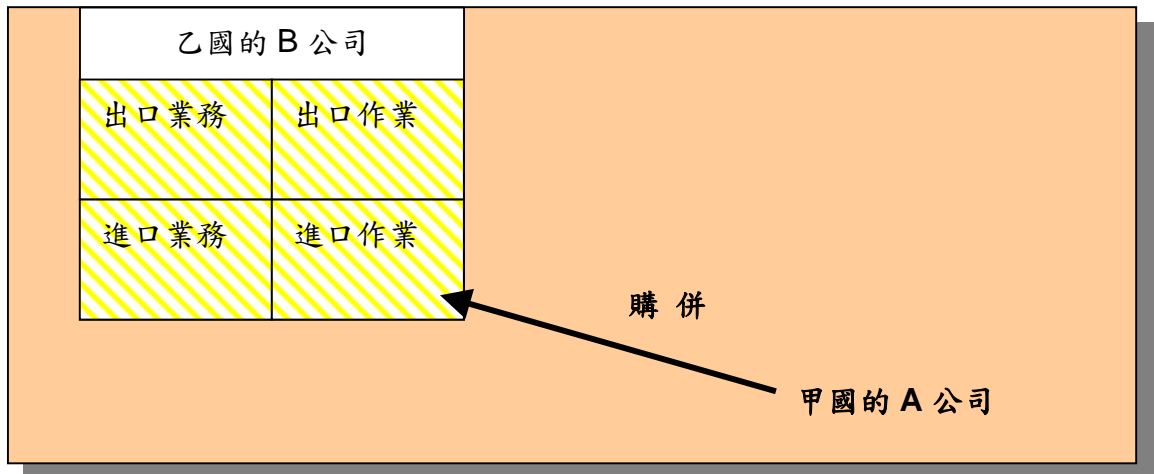 乙國的 B 公司
出口業務 出口作業
進口業務 進口作業
購 併
甲國的 A 公司